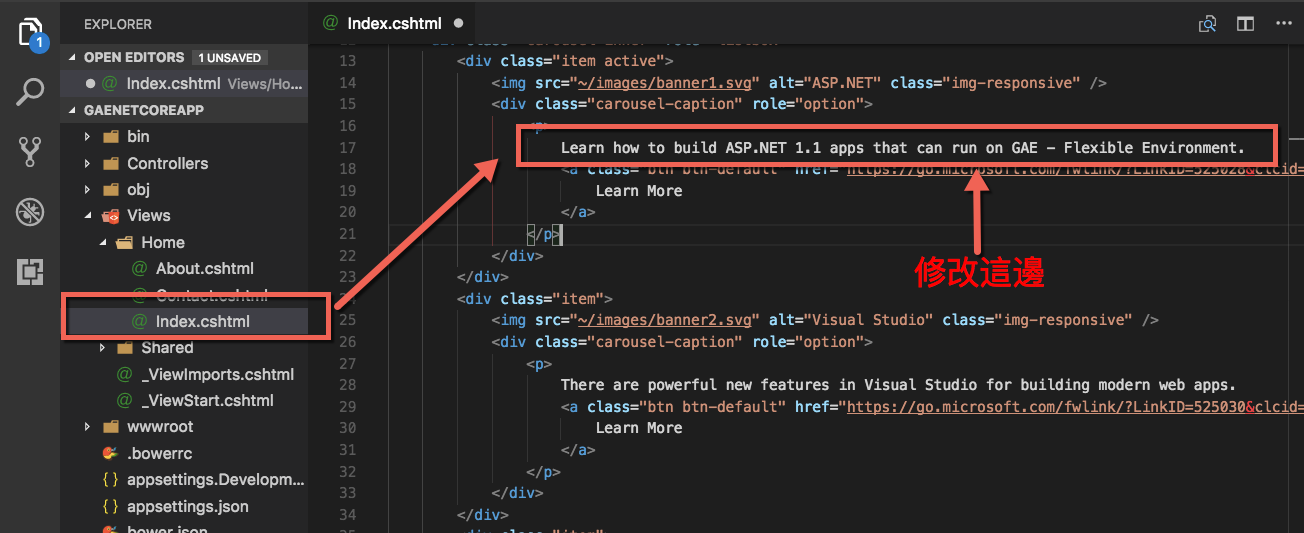 EXPLORER
OPEN EDITORS 1 UNSAVED
Index.cshtml Views/Ho...
GAENETCOREAPP
bin
Controllers
obj
Views
Home
About.cshtml
Contact.cshtml
Index.cshtml
Shared
_ViewImports.cshtml
_ViewStart.cshtml
wwwroot
.bowerrc
appsettings.Developm...
appsettings.json
bower.json
1
Index.cshtml
13 <div class="item active">
14 <img src="~/images/banner1.svg" alt="ASP.NET" class="img-responsive" />
15 <div class="carousel-caption" role="option">
16 <p>
17 Learn how to build ASP.NET 1.1 apps that can run on GAE - Flexible Environment.
18 <a class="btn btn-default" href="https://go.microsoft.com/fwlink/?LinkID=525028&clcid=
19 Learn More
20 </a>
21 </p>
22 </div>
23 </div>
24 <div class="item">
25 <img src="~/images/banner2.svg" alt="Visual Studio" class="img-responsive" />
26 <div class="carousel-caption" role="option">
27 <p>
28 There are powerful new features in Visual Studio for building modern web apps.
29 <a class="btn btn-default" href="https://go.microsoft.com/fwlink/?LinkID=525030&clcid=
30 Learn More
31 </a>
32 </p>
33 </div>
34 </div>
35 <div class="item">
修改這邊